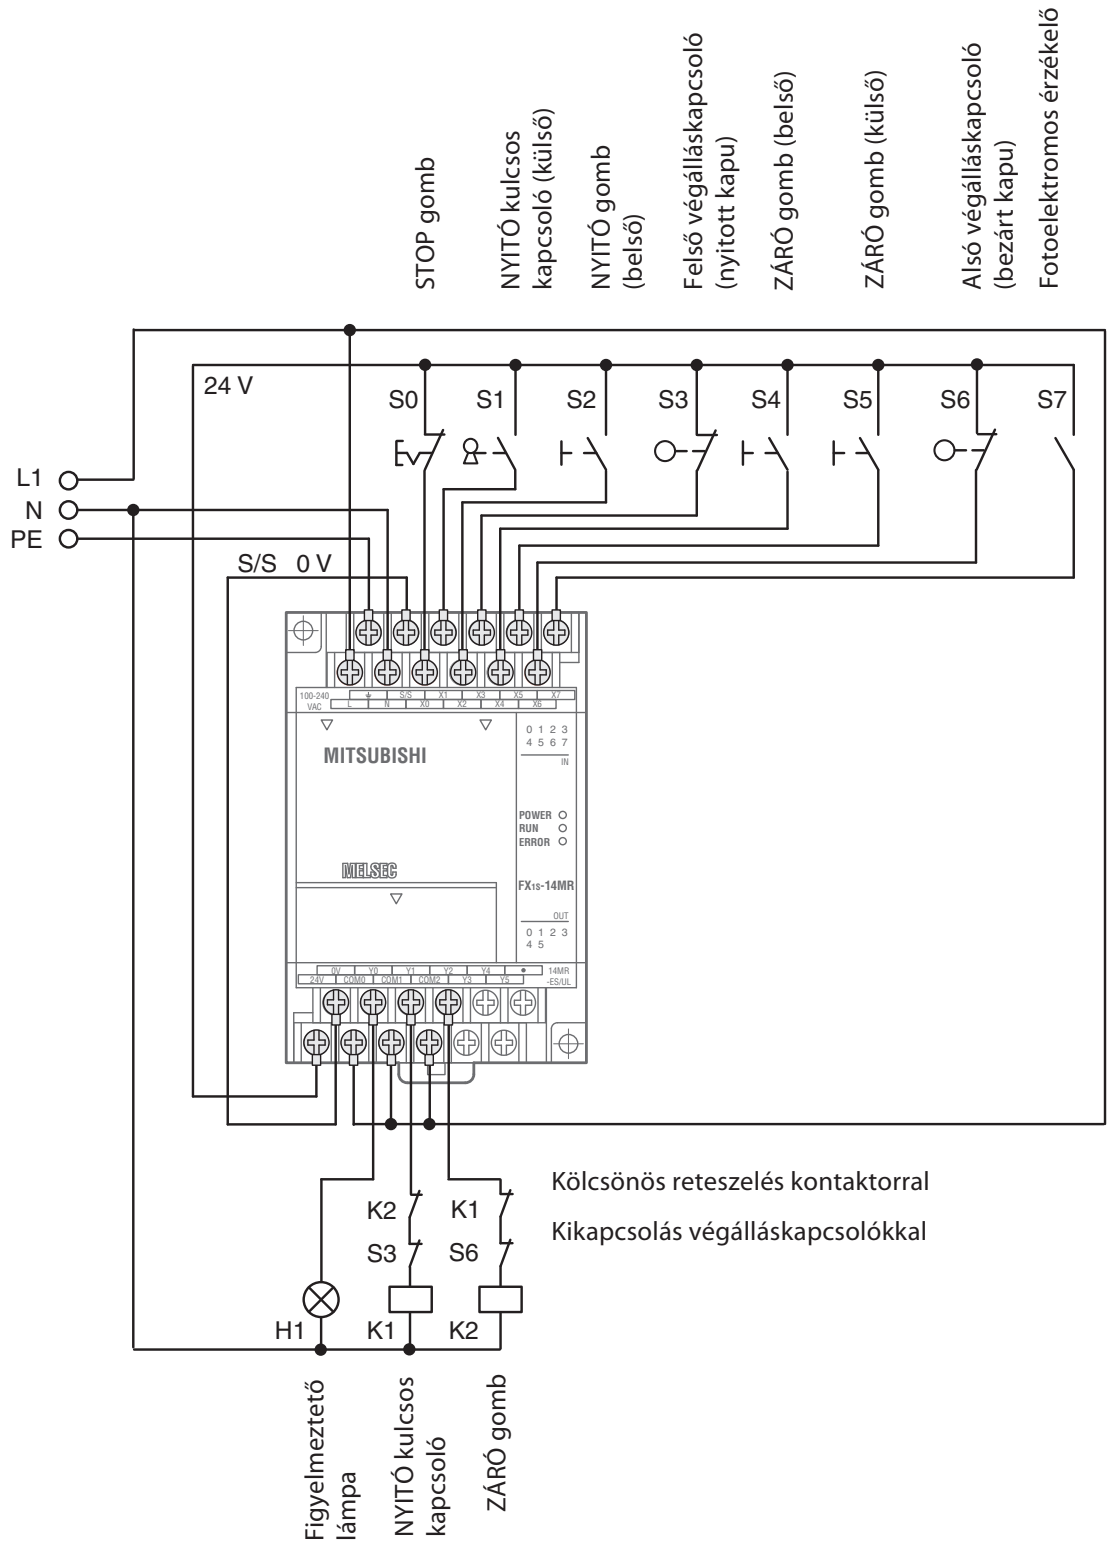 STOP gomb
NYITÓ kulcsos
kapcsoló (külső)
NYITÓ gomb
(belső)
Felső végálláskapcsoló
(nyitott kapu)
ZÁRÓ gomb (belső)
ZÁRÓ gomb (külső)
Alsó végálláskapcsoló
(bezárt kapu)
Fotoelektromos érzékelő
24 V
S0 S1 S2 S3 S4 S5 S6 S7
L1
N
PE
S/S 0 V
100-240
VAC
S/S X1 X3 X5 X7
L N X0 X2 X4 X6
0 1 2 3
4 5 6 7
IN
MITSUBISHI
POWER
RUN
ERROR
MELSEC
FX1S-14MR
OUT
0 1 2 3
4 5
0V Y0 Y1 Y2 Y4
24V COM0 COM1 COM2 Y3 Y5
14MR
-ES/UL
Kölcsönös reteszelés kontaktorral
K2 K1
Kikapcsolás végálláskapcsolókkal
S3 S6
H1 K1 K2
Figyelmeztető
lámpa
NYITÓ kulcsos
kapcsoló
ZÁRÓ gomb